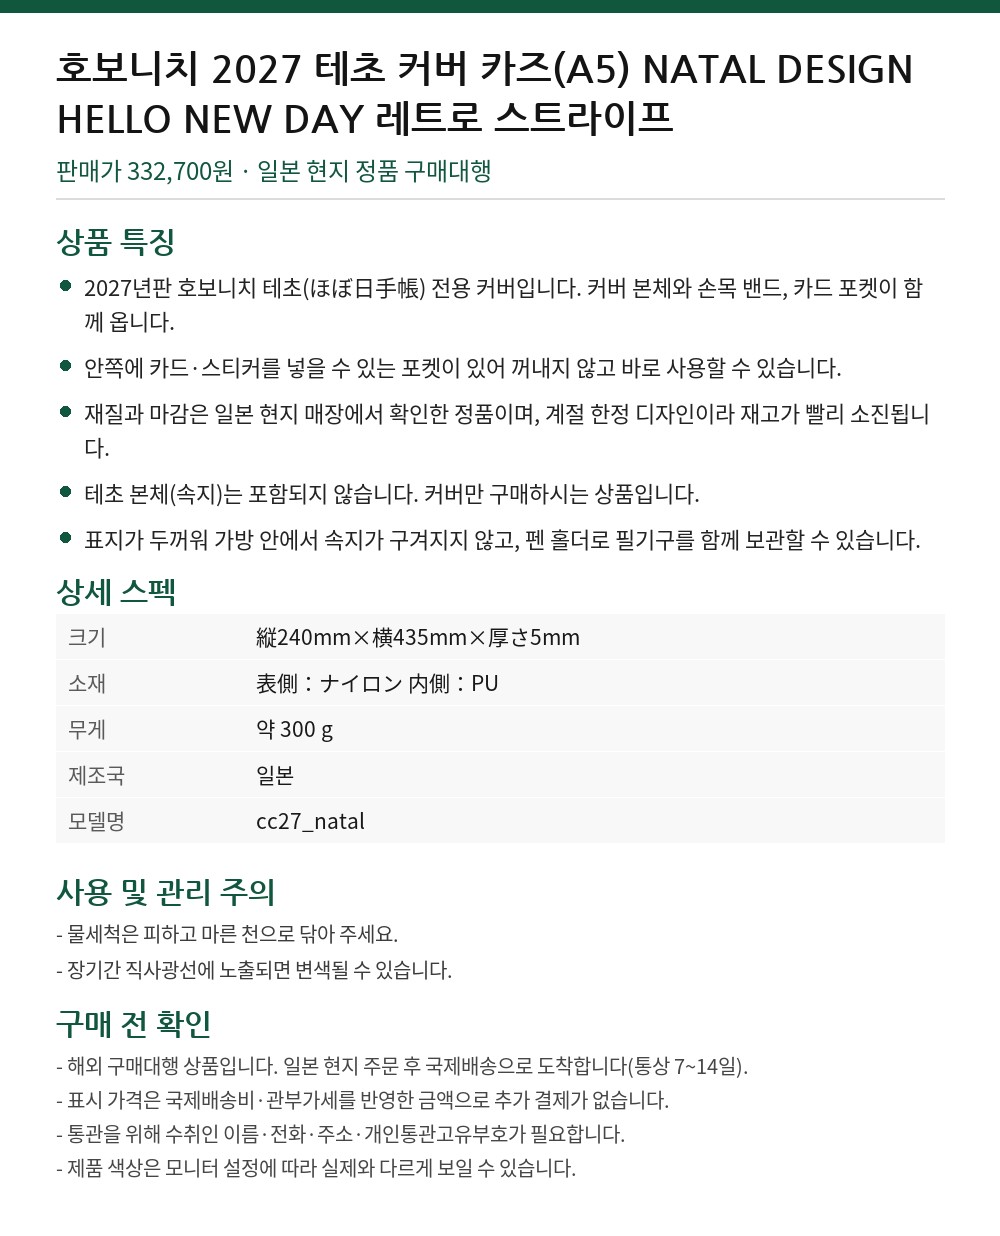 호보니치 2027 테초 커버 카즈(A5) NATAL DESIGN
HELLO NEW DAY 레트로 스트라이프
판매가 332,700원 · 일본 현지 정품 구매대행
상품 특징
● 2027년판 호보니치 테초(ほぼ日手帳) 전용 커버입니다. 커버 본체와 손목 밴드, 카드 포켓이 함
께 옵니다.
● 안쪽에 카드·스티커를 넣을 수 있는 포켓이 있어 꺼내지 않고 바로 사용할 수 있습니다.
● 재질과 마감은 일본 현지 매장에서 확인한 정품이며, 계절 한정 디자인이라 재고가 빨리 소진됩니
다.
● 테초 본체(속지)는 포함되지 않습니다. 커버만 구매하시는 상품입니다.
● 표지가 두꺼워 가방 안에서 속지가 구겨지지 않고, 펜 홀더로 필기구를 함께 보관할 수 있습니다.
상세 스펙
크기 縦240mm×横435mm×厚さ5mm
소재 表側：ナイロン 内側：PU
무게 약 300 g
제조국 일본
모델명 cc27_natal
사용 및 관리 주의
- 물세척은 피하고 마른 천으로 닦아 주세요.
- 장기간 직사광선에 노출되면 변색될 수 있습니다.
구매 전 확인
- 해외 구매대행 상품입니다. 일본 현지 주문 후 국제배송으로 도착합니다(통상 7~14일).
- 표시 가격은 국제배송비·관부가세를 반영한 금액으로 추가 결제가 없습니다.
- 통관을 위해 수취인 이름·전화·주소·개인통관고유부호가 필요합니다.
- 제품 색상은 모니터 설정에 따라 실제와 다르게 보일 수 있습니다.